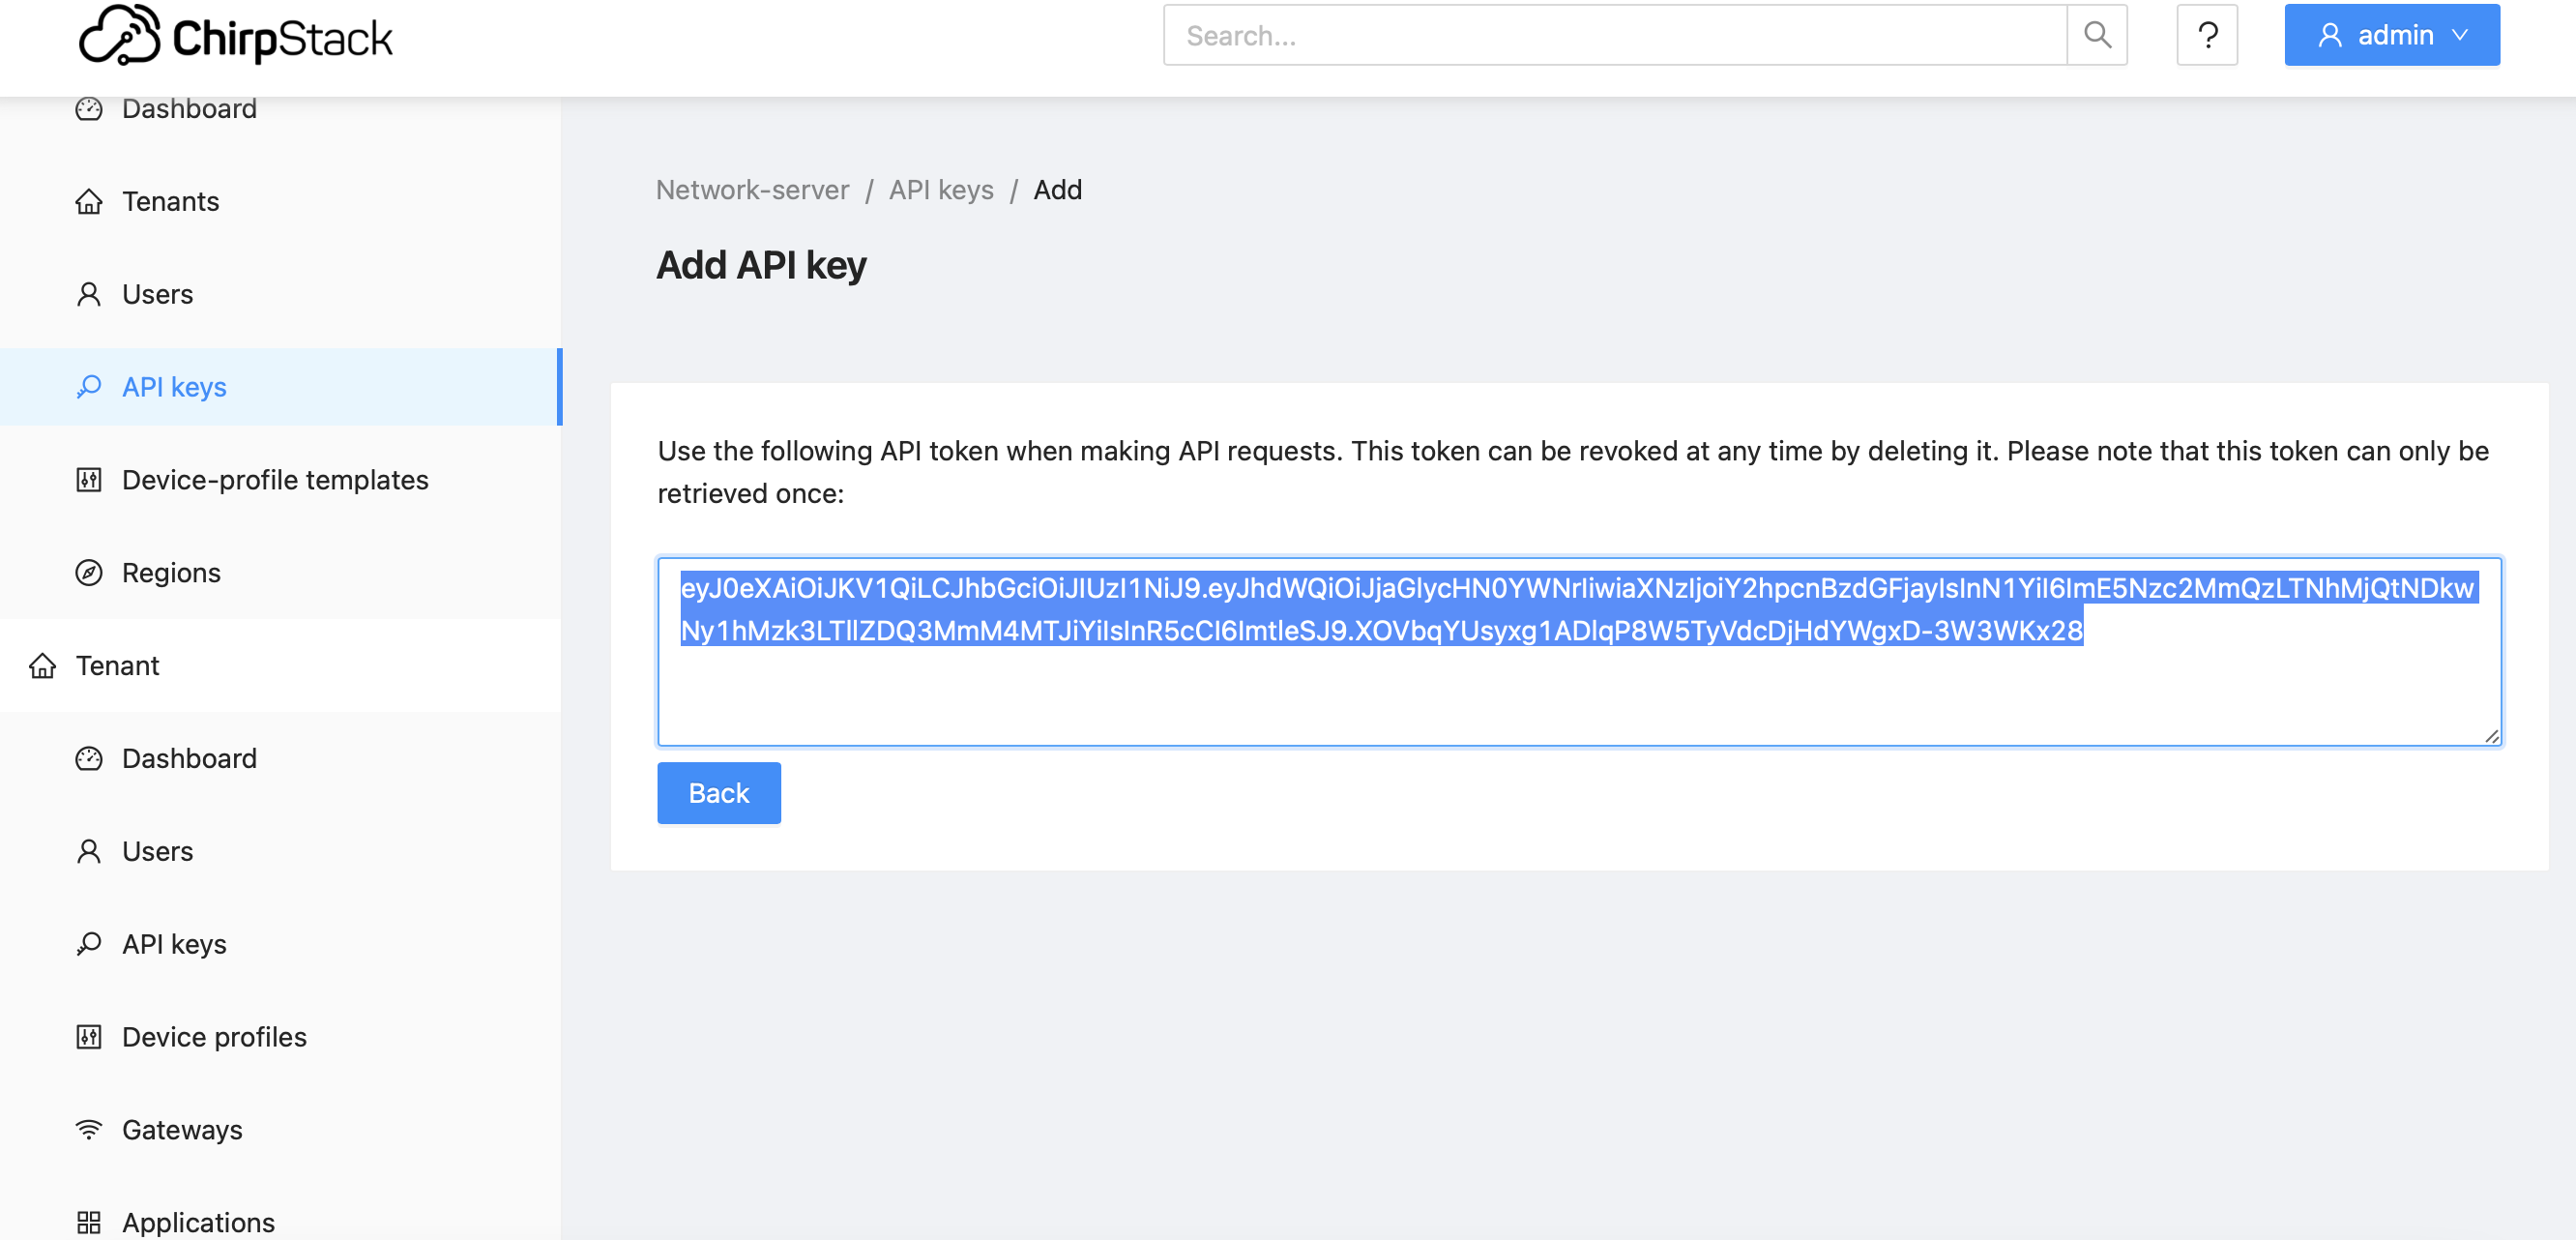 ChirpStack
Search...
?
admin
Dashboard
Tenants
Users
API keys
Device-profile templates
Regions
Tenant
Dashboard
Users
API keys
Device profiles
Gateways
Applications
Network-server / API keys / Add
Add API key
Use the following API token when making API requests. This token can be revoked at any time by deleting it. Please note that this token can only be
retrieved once:
eyJ0eXAiOiJKV1QiLCJhbGciOiJIUzI1NiJ9.eyJhdWQiOiJjaGlycHN0YWNrIiwiaXNzIjoiY2hpcnBzdGFjayIsInN1YiI6ImE5Nzc2MmQzLTNhMjQtNDkw
Ny1hMzk3LTllZDQ3MmM4MTJiYiIsInR5cCI6ImtleSJ9.XOVbqYUsyxg1ADlqP8W5TyVdcDjHdYWgxD-3W3WKx28
Back